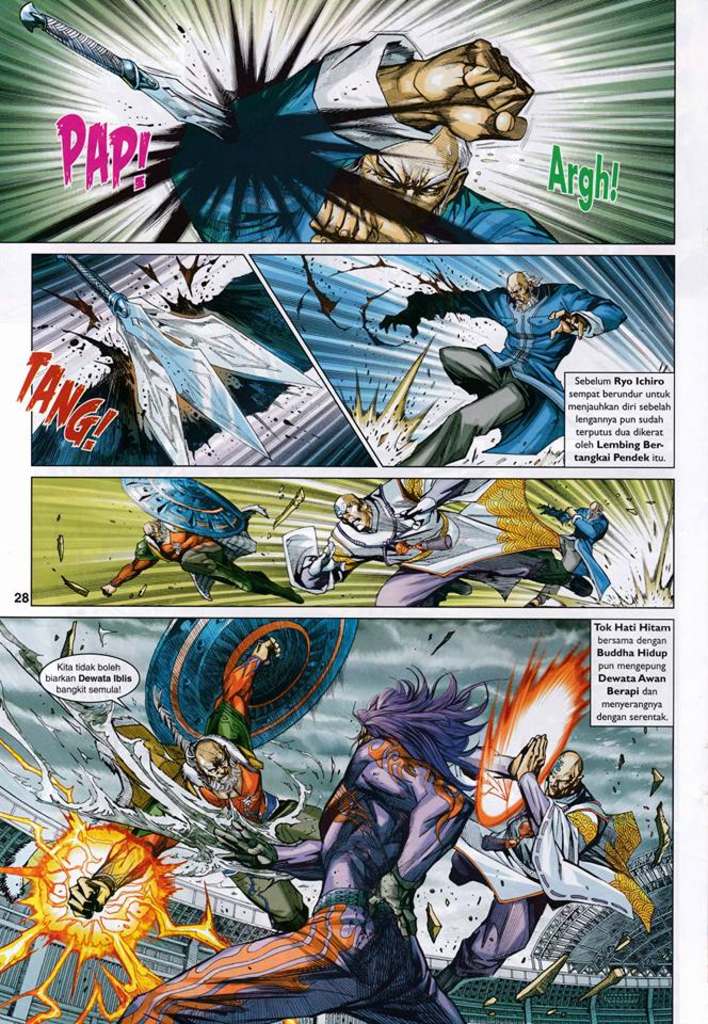 PAP!
Argh!
TANG!
Sebelum Ryo Ichiro
sempat berundur untuk
menjauhkan diri sebelah
lengannya pun sudah
terputus dua dikerat
oleh Lembing Ber-
tangkai Pendek itu.
28
Kita tidak boleh
biarkan Dewata Iblis
bangkit semula!
Tok Hati Hitam
bersama dengan
Buddha Hidup
pun mengepung
Dewata Awan
Berapi dan
menyerangnya
dengan serentak.